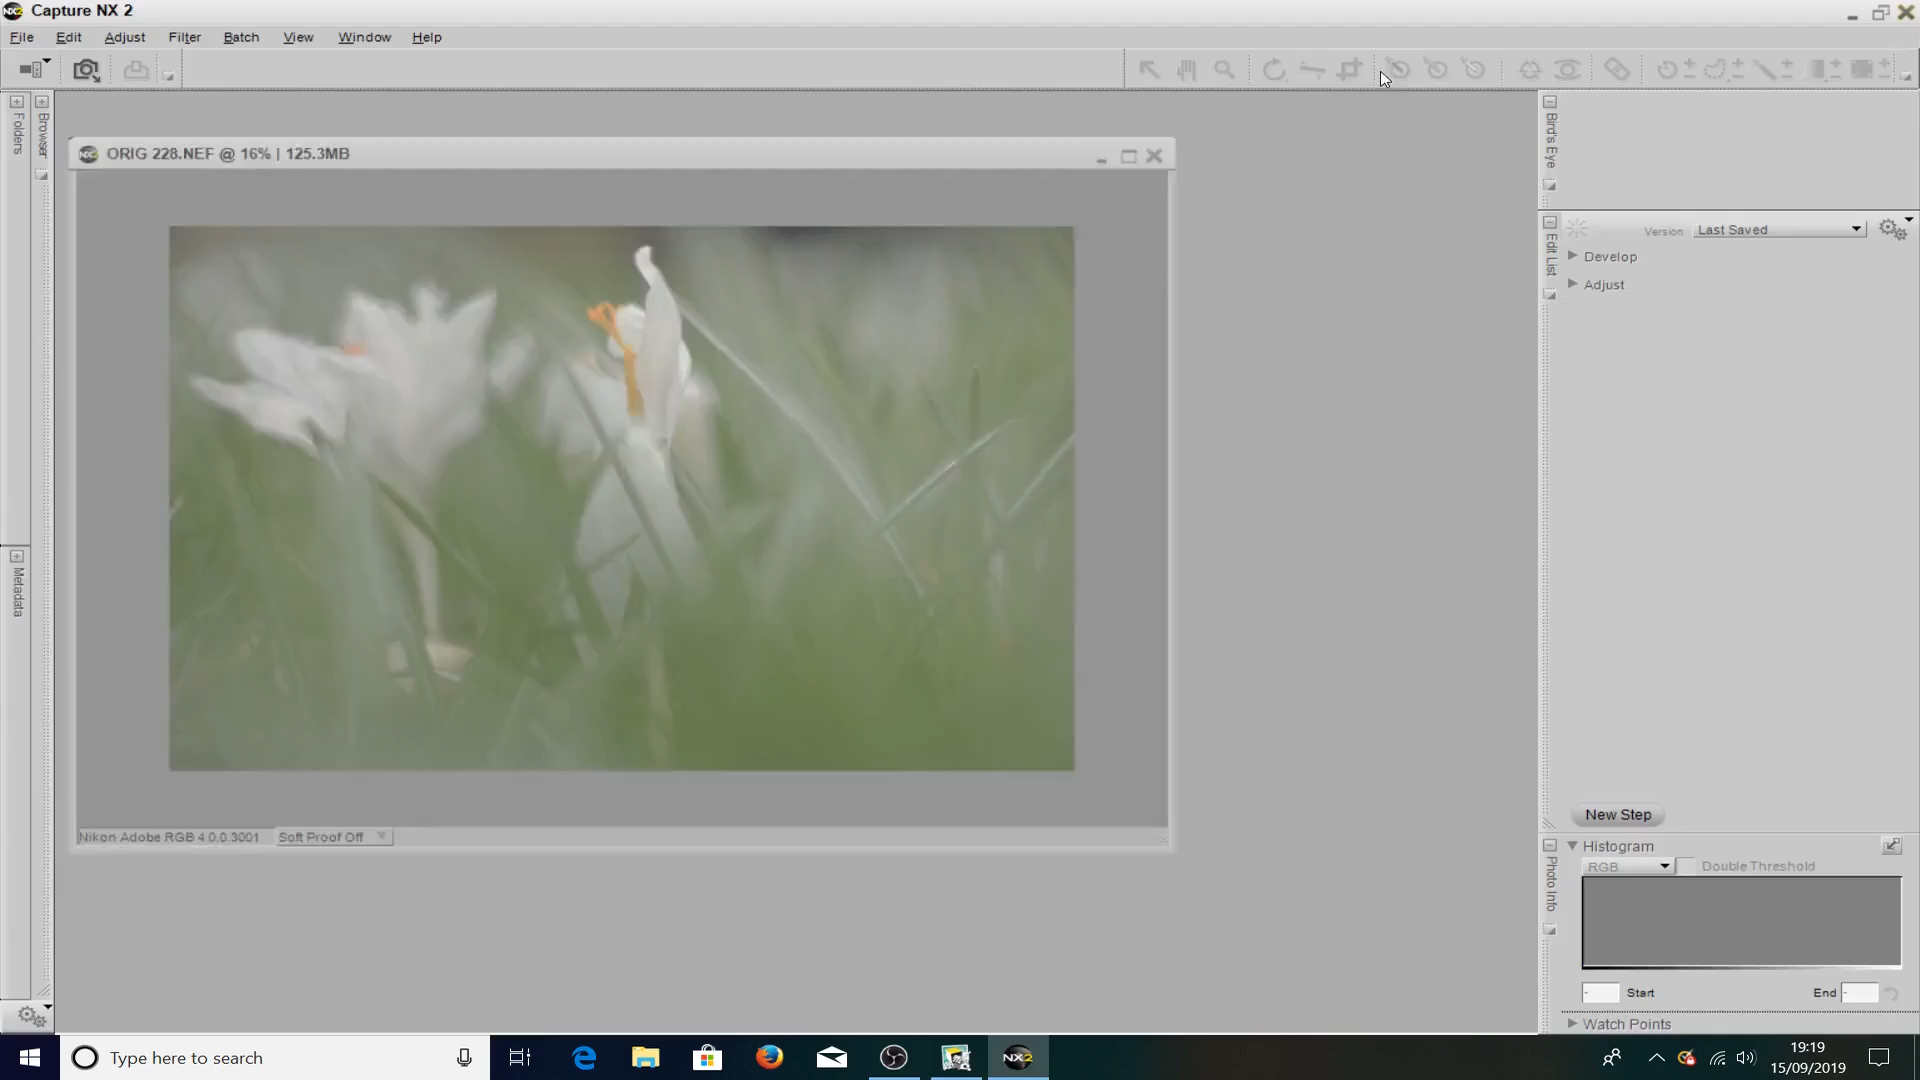 Capture NX 2
File Edit Adjust Filter Batch View Window Help
Folders
Browser
Metadata
NX2 ORIG 228.NEF @ 16% | 125.3MB
Nikon Adobe RGB 4.0.0.3001 Soft Proof Off
Bird's Eye
Edit List
Version Last Saved
Develop
Adjust
New Step
Photo Info
Histogram
RGB Double Threshold
- Start End -
Watch Points
Type here to search
NX2
19:19
15/09/2019